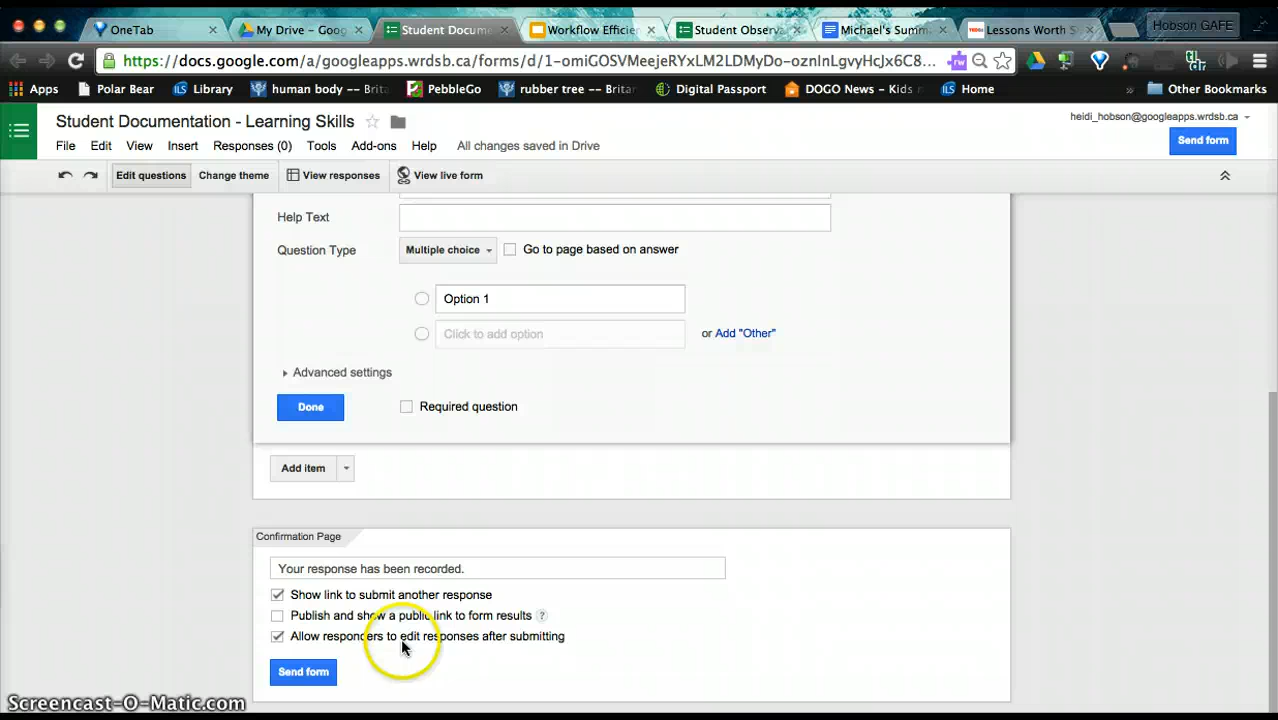 OneTab
My Drive – Goog
Student Docume
Workflow Efficien
Student Observa
Michael's Summ
Lessons Worth S
Hobson GAFE
https://docs.google.com/a/googleapps.wrdsb.ca/forms/d/1-omiGOSVMeejeRYxLM2LDMyDo-oznInLgvyHcJx6C8...
Apps
Polar Bear
Library
human body -- Brit
PebbleGo
rubber tree -- Brita
Digital Passport
DOGO News - Kids
Home
»
Other Bookmarks
Student Documentation - Learning Skills
heidi_hobson@googleapps.wrdsb.ca
File Edit View Insert Responses (0) Tools Add-ons Help All changes saved in Drive
Send form
Edit questions Change theme View responses View live form
Help Text
Question Type Multiple choice Go to page based on answer
Option 1
Click to add option or Add "Other"
Advanced settings
Done Required question
Add item
Confirmation Page
Your response has been recorded.
Show link to submit another response
Publish and show a public link to form results ?
Allow responders to edit responses after submitting
Send form
Screencast-O-Matic.com